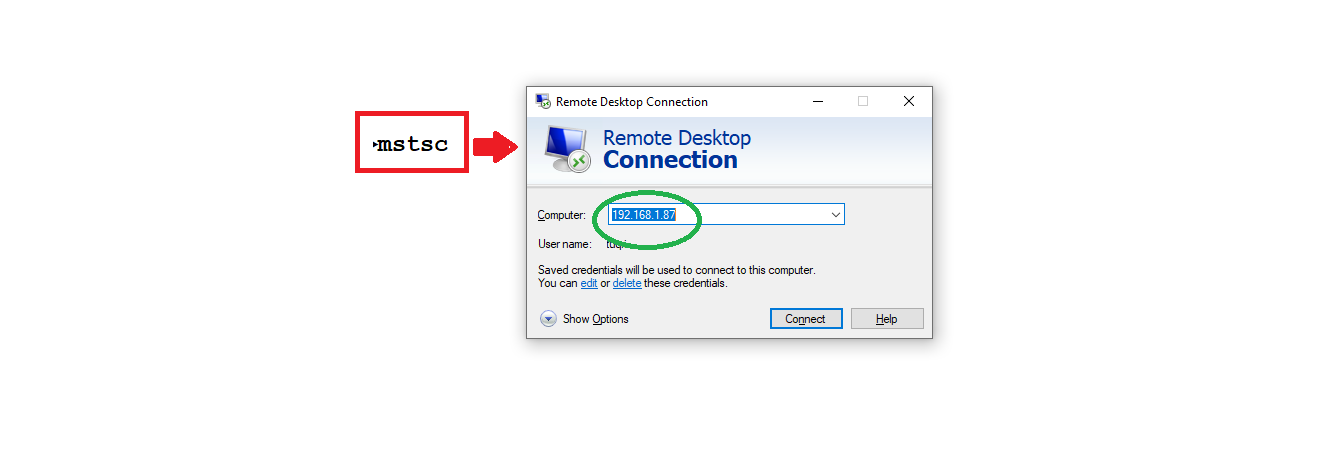 mstsc
Remote Desktop Connection
Remote Desktop
Connection
Computer: 192.168.1.87
User name:
Saved credentials will be used to connect to this computer.
You can edit or delete these credentials.
Show Options Connect Help